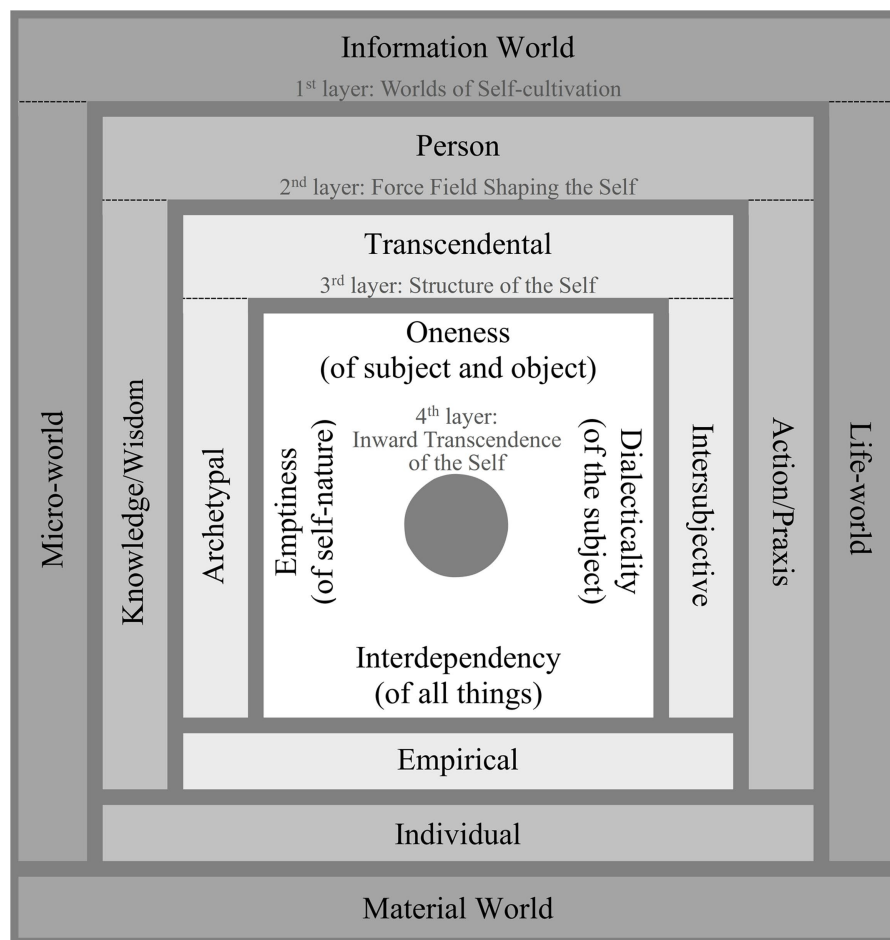 Information World
1st layer: Worlds of Self-cultivation
Person
2nd layer: Force Field Shaping the Self
Transcendental
3rd layer: Structure of the Self
Oneness
(of subject and object)
4th layer:
Inward Transcendence
of the Self
Micro-world
Knowledge/Wisdom
Archetypal
Emptiness
(of self-nature)
Dialecticality
(of the subject)
Intersubjective
Action/Praxis
Life-world
Interdependency
(of all things)
Empirical
Individual
Material World